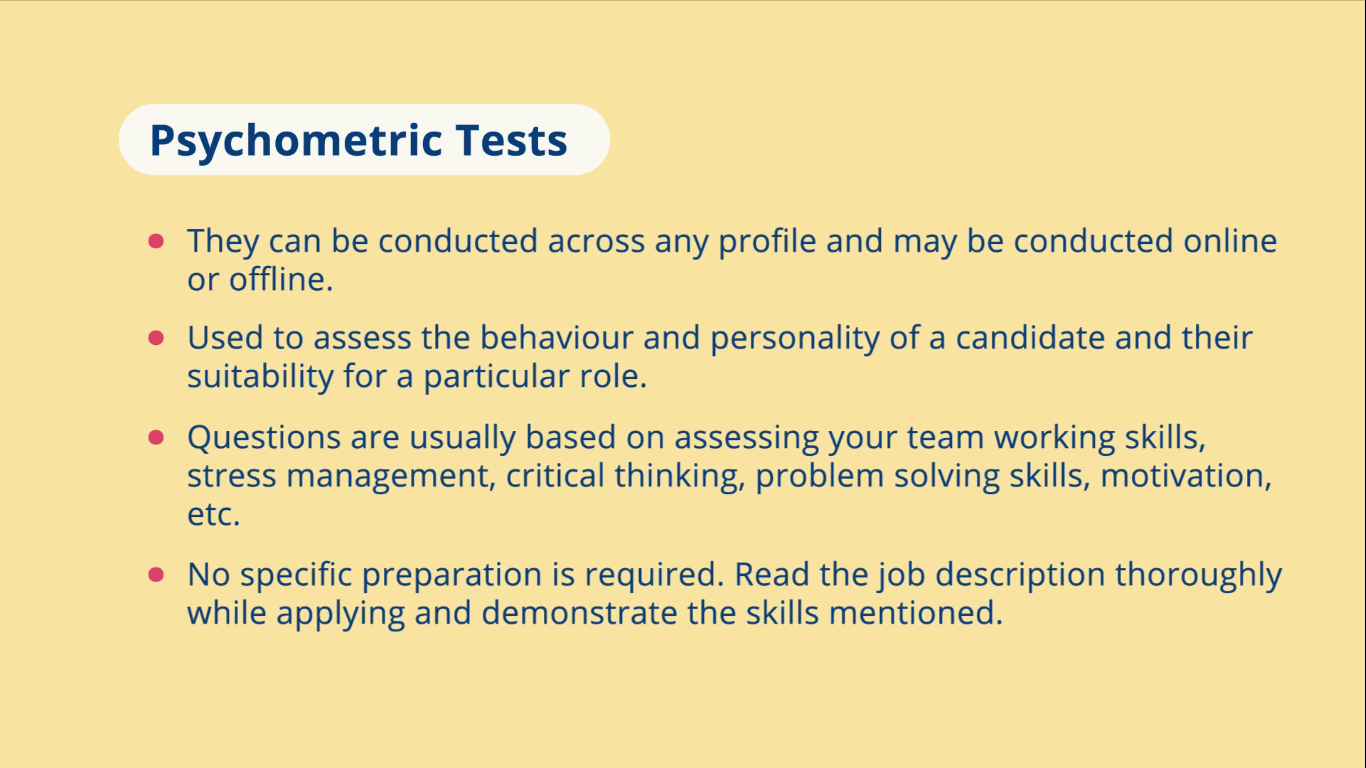 Psychometric Tests
They can be conducted across any profile and may be conducted online
or offline.
Used to assess the behaviour and personality of a candidate and their
suitability for a particular role.
Questions are usually based on assessing your team working skills,
stress management, critical thinking, problem solving skills, motivation,
etc.
No specific preparation is required. Read the job description thoroughly
while applying and demonstrate the skills mentioned.